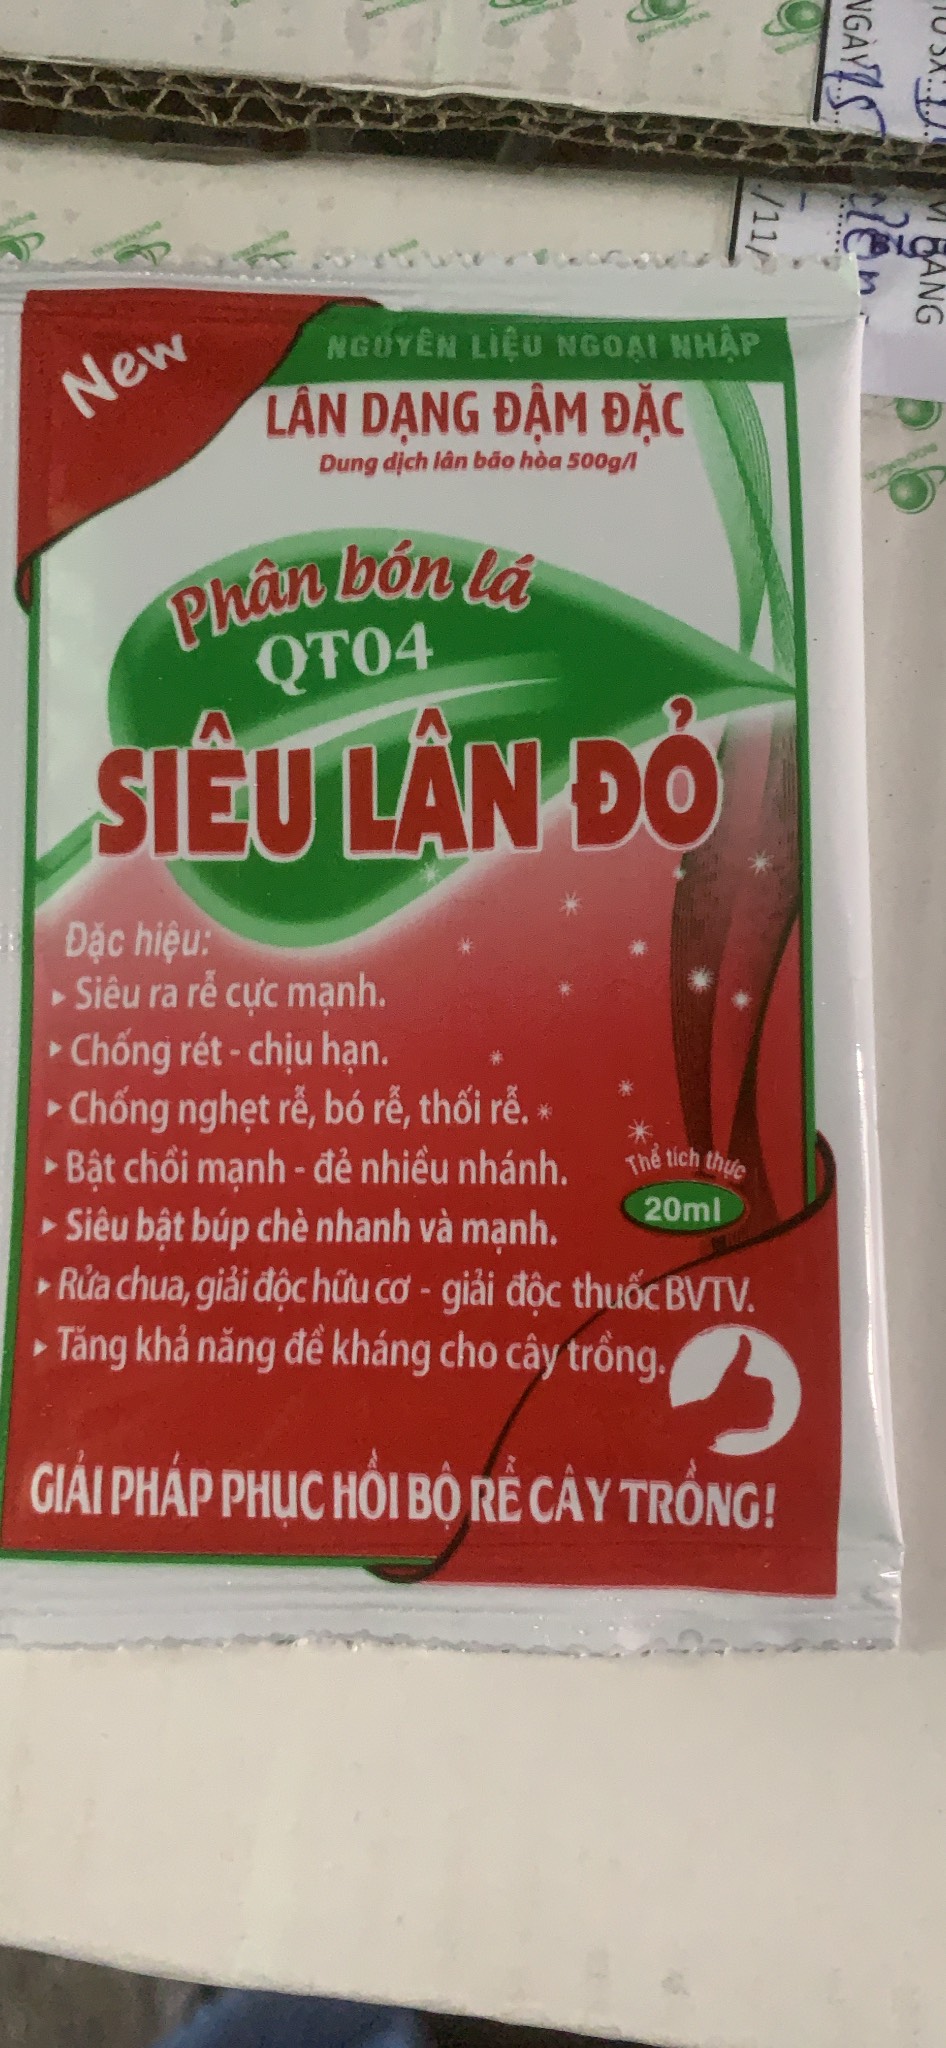 New
NGUYÊN LIỆU NGOẠI NHẬP
LÂN DẠNG ĐẬM ĐẶC
Dung dịch lân bão hòa 500g/l
Phân bón lá
QT04
SIÊU LÂN ĐỎ
Đặc hiệu:
▸ Siêu ra rễ cực mạnh.
▸ Chống rét - chịu hạn.
▸ Chống nghẹt rễ, bó rễ, thối rễ.
▸ Bật chồi mạnh - đẻ nhiều nhánh.
▸ Siêu bật búp chè nhanh và mạnh.
▸ Rửa chua, giải độc hữu cơ - giải độc thuốc BVTV.
▸ Tăng khả năng đề kháng cho cây trồng.
Thể tích thực
20ml
GIẢI PHÁP PHỤC HỒI BỘ RỄ CÂY TRỒNG!
NGÀY